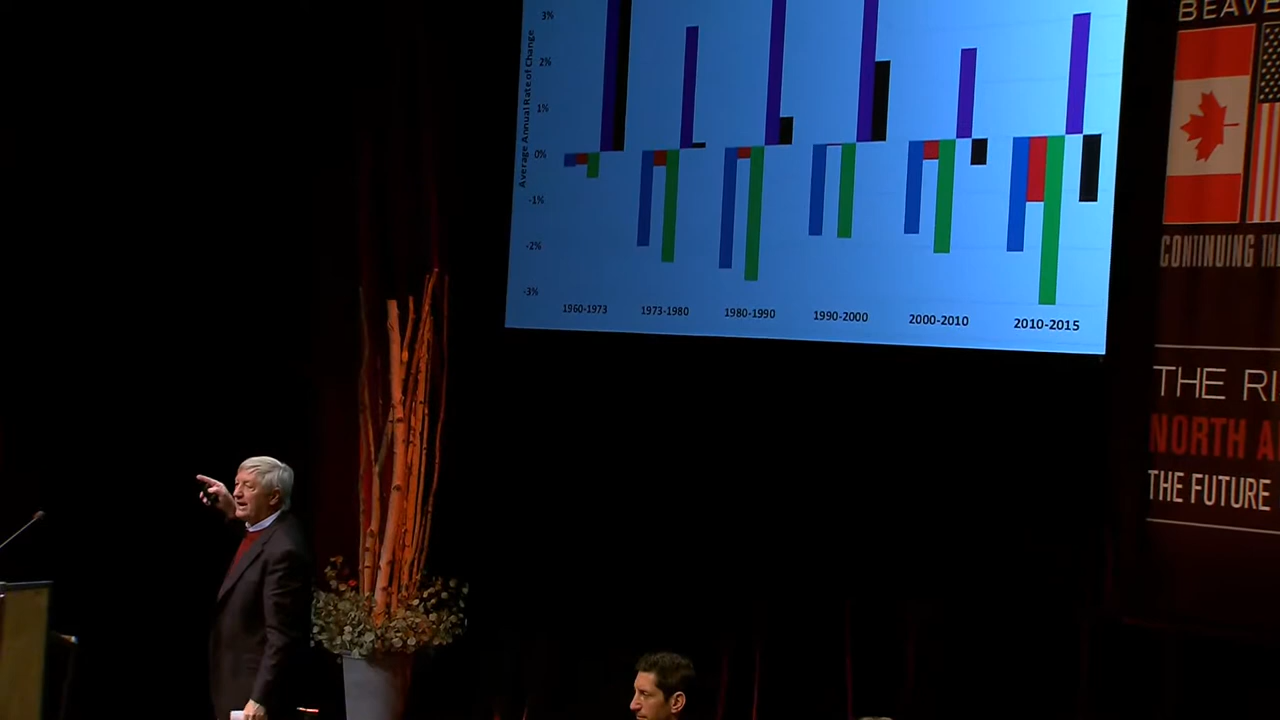 3%
2%
1%
0%
-1%
-2%
-3%
Average Annual Rate of Change
1960-1973
1973-1980
1980-1990
1990-2000
2000-2010
2010-2015
BEAVE
CONTINUING THE
THE RI
NORTH A
THE FUTURE